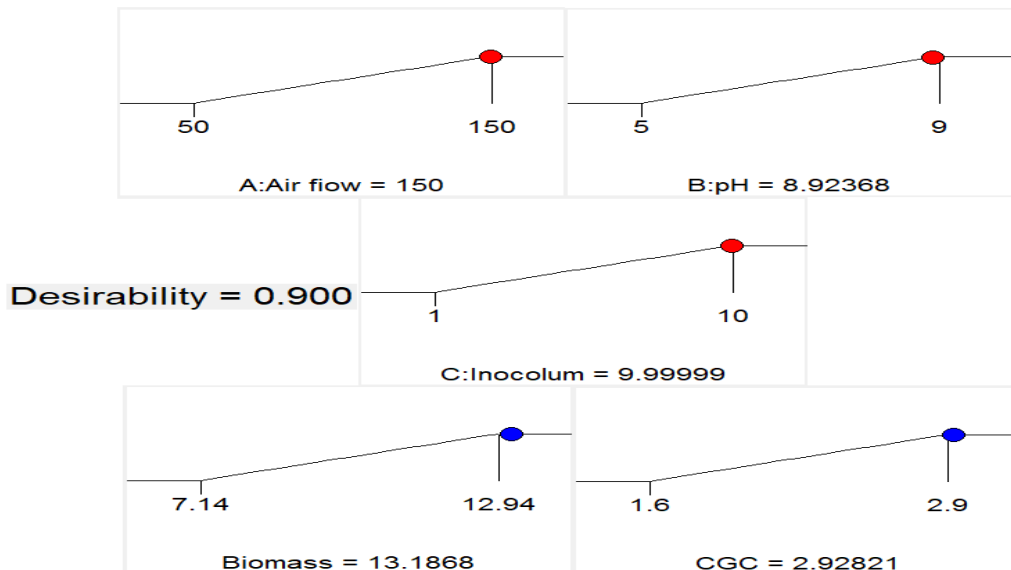 50 150
A:Air flow = 150
5 9
B:pH = 8.92368
Desirability = 0.900
1 10
C:Inocolum = 9.99999
7.14 12.94
Biomass = 13.1868
1.6 2.9
CGC = 2.92821